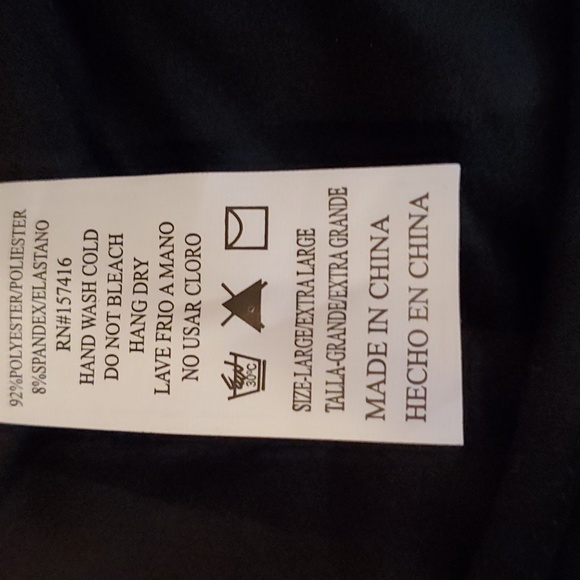 92%POLYESTER/POLIESTER
8%SPANDEX/ELASTANO
RN#157416
HAND WASH COLD
DO NOT BLEACH
HANG DRY
LAVE FRIO A MANO
NO USAR CLORO
30°C
SIZE-LARGE/EXTRA LARGE
TALLA-GRANDE/EXTRA GRANDE
MADE IN CHINA
HECHO EN CHINA